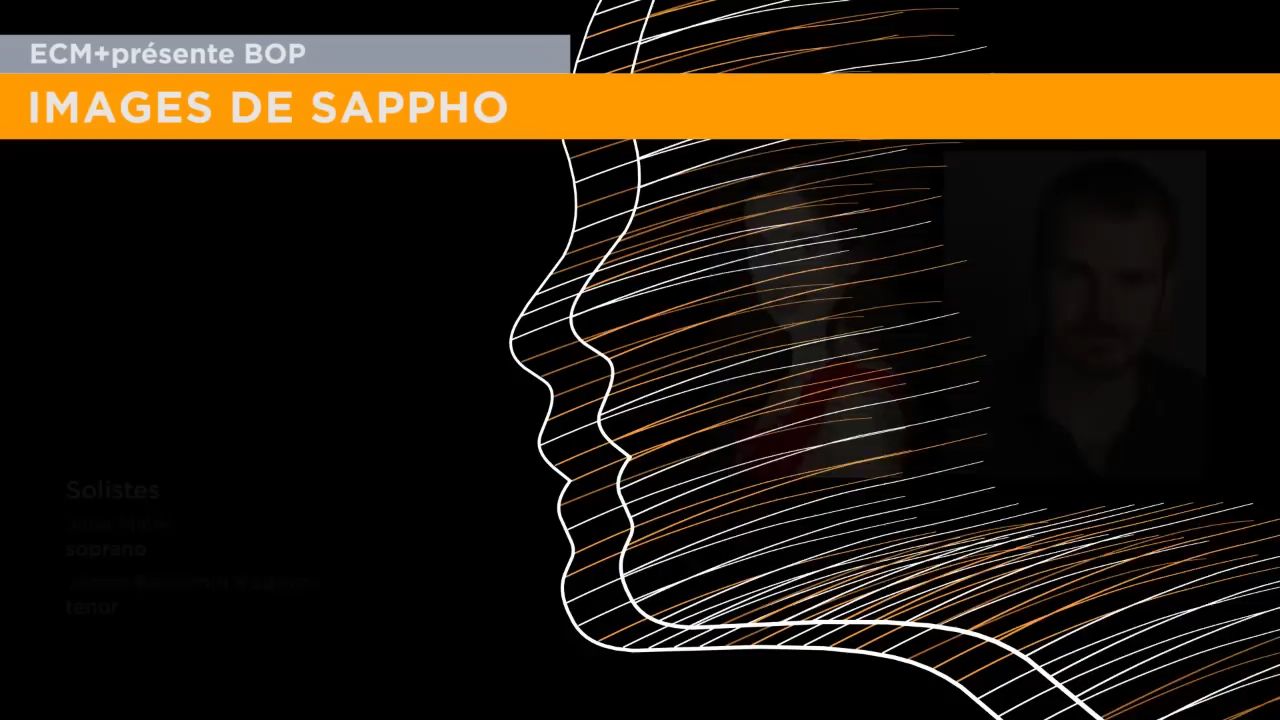 ECM+présente BOP
IMAGES DE SAPPHO
Solistes
soprano
tenor